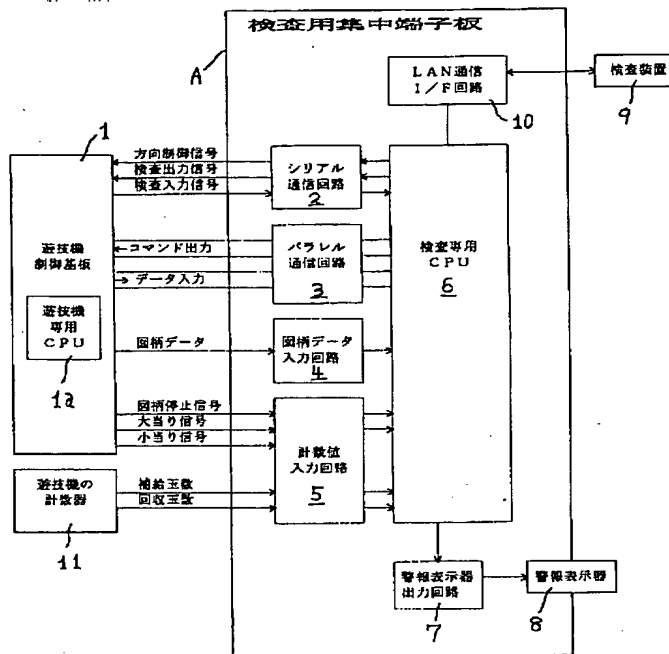 検査用集中端子板
A
LAN通信
I/F回路
10
検査装置
9
1
方向制御信号
検査出力信号
検査入力信号
シリアル
通信回路
2
遊技機
制御基板
コマンド出力
データ入力
パラレル
通信回路
3
検査専用
CPU
6
遊技機
専用
CPU
1a
図柄データ
図柄データ
入力回路
4
図柄停止信号
大当り信号
小当り信号
計数値
入力回路
5
遊技機の
計数器
11
補給玉数
回収玉数
警報表示器
出力回路
7
警報表示器
8